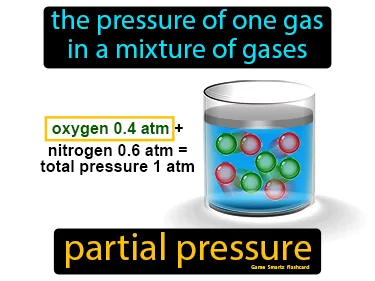 the pressure of one gas
in a mixture of gases
oxygen 0.4 atm +
nitrogen 0.6 atm =
total pressure 1 atm
partial pressure
Game Smartz Flashcard